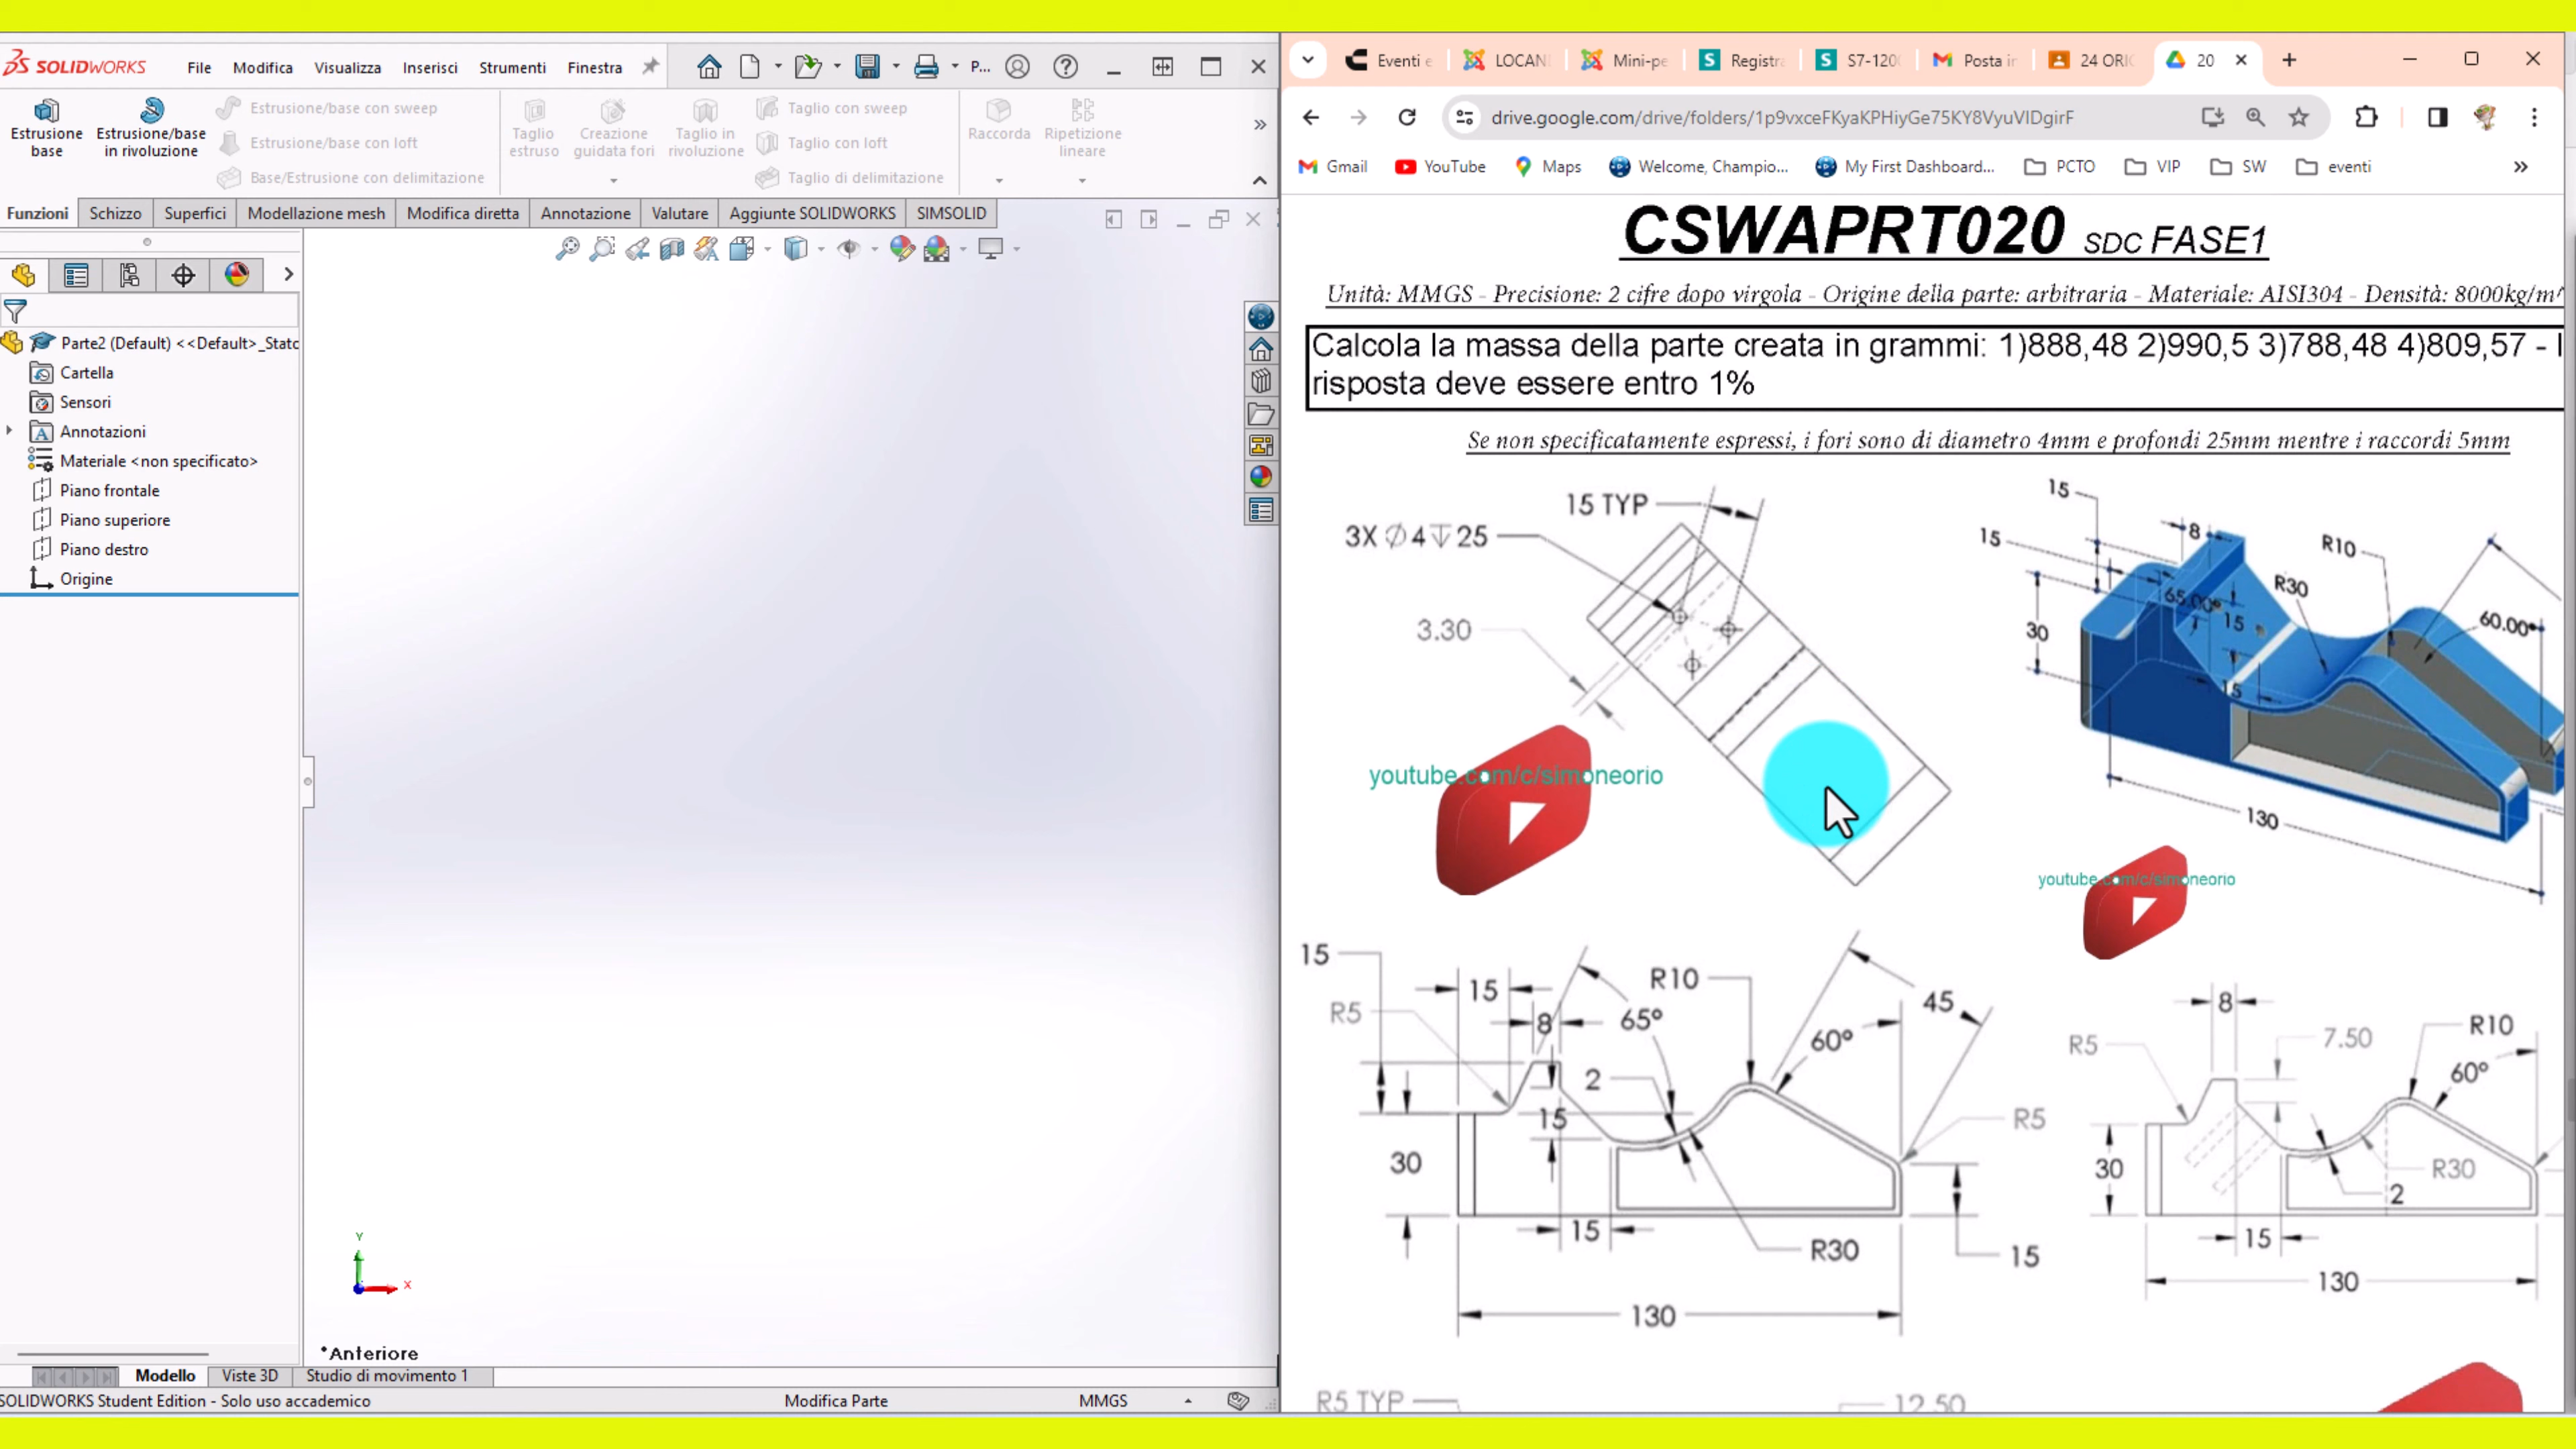 SOLIDWORKS File Modifica Visualizza Inserisci Strumenti Finestra P...
Estrusione base
Estrusione/base in rivoluzione
Estrusione/base con sweep
Estrusione/base con loft
Base/Estrusione con delimitazione
Taglio estruso
Creazione guidata fori
Taglio in rivoluzione
Taglio con sweep
Taglio con loft
Taglio di delimitazione
Raccorda
Ripetizione lineare
Funzioni Schizzo Superfici Modellazione mesh Modifica diretta Annotazione Valutare Aggiunte SOLIDWORKS SIMSOLID
Parte2 (Default) <<Default>_Statc
Cartella
Sensori
Annotazioni
Materiale <non specificato>
Piano frontale
Piano superiore
Piano destro
Origine
Y
X
*Anteriore
Modello Viste 3D Studio di movimento 1
SOLIDWORKS Student Edition - Solo uso accademico Modifica Parte MMGS
Eventi e LOCAN Mini-pe Registra S7-120 Posta in 24 ORI 20
drive.google.com/drive/folders/1p9vxceFKyaKPHiyGe75KY8VyuVIDgirF
Gmail YouTube Maps Welcome, Champio... My First Dashboard... PCTO VIP SW eventi
CSWAPRT020 SDC FASE1
Unità: MMGS - Precisione: 2 cifre dopo virgola - Origine della parte: arbitraria - Materiale: AISI304 - Densità: 8000kg/m^
Calcola la massa della parte creata in grammi: 1)888,48 2)990,5 3)788,48 4)809,57 - l
risposta deve essere entro 1%
Se non specificatamente espressi, i fori sono di diametro 4mm e profondi 25mm mentre i raccordi 5mm
15 TYP
3X ∅4 ↧ 25
3.30
youtube.com/c/simoneorio
15
15
8
R10
R30
65.00°
15
30
60.00°
15
130
youtube.com/c/simoneorio
15
15
R10
45
R5
8
65°
60°
2
15
R5
30
15
R30
15
130
8
7.50
R10
R5
60°
30
R30
2
15
130
R5 TYP
12.50